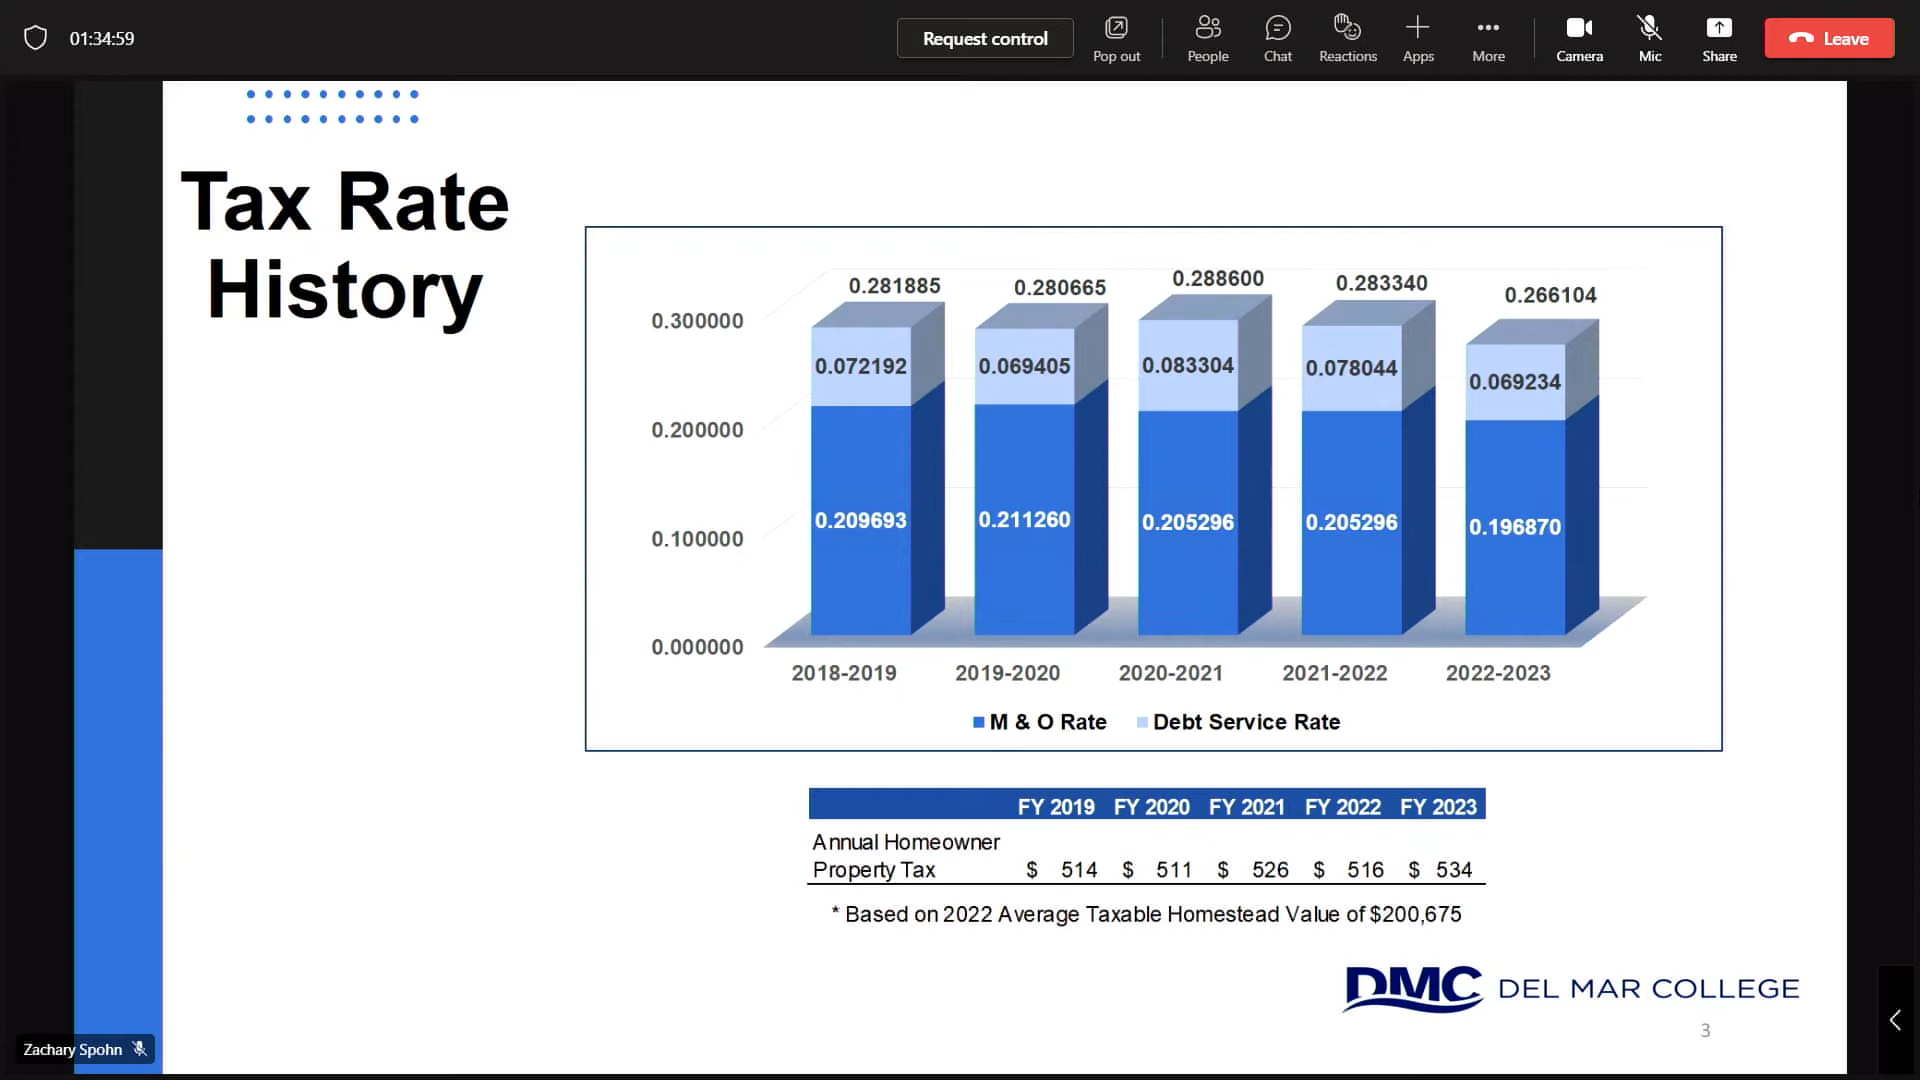 01:34:59
Request control
Pop out
People
Chat
Reactions
Apps
More
Camera
Mic
Share
Leave
Tax Rate
History
0.281885
0.280665
0.288600
0.283340
0.266104
0.300000
0.072192
0.069405
0.083304
0.078044
0.069234
0.200000
0.209693
0.211260
0.205296
0.205296
0.196870
0.100000
0.000000
2018-2019
2019-2020
2020-2021
2021-2022
2022-2023
M & O Rate
Debt Service Rate
FY 2019 FY 2020 FY 2021 FY 2022 FY 2023
Annual Homeowner
Property Tax $ 514 $ 511 $ 526 $ 516 $ 534
* Based on 2022 Average Taxable Homestead Value of $200,675
DMC DEL MAR COLLEGE
3
Zachary Spohn